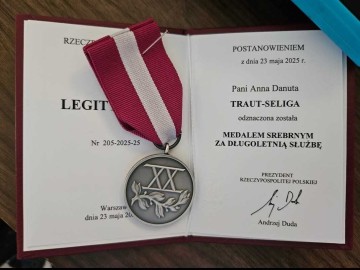 RZECZ
LEGIT
Nr 205-2025-25
Warszawa
dnia 23 maja 20
XX
POSTANOWIENIEM
z dnia 23 maja 2025 r.
Pani Anna Danuta
TRAUT-SELIGA
odznaczona została
MEDALEM SREBRNYM
ZA DŁUGOLETNIĄ SŁUŻBĘ
PREZYDENT
RZECZYPOSPOLITEJ POLSKIEJ
Andrzej Duda